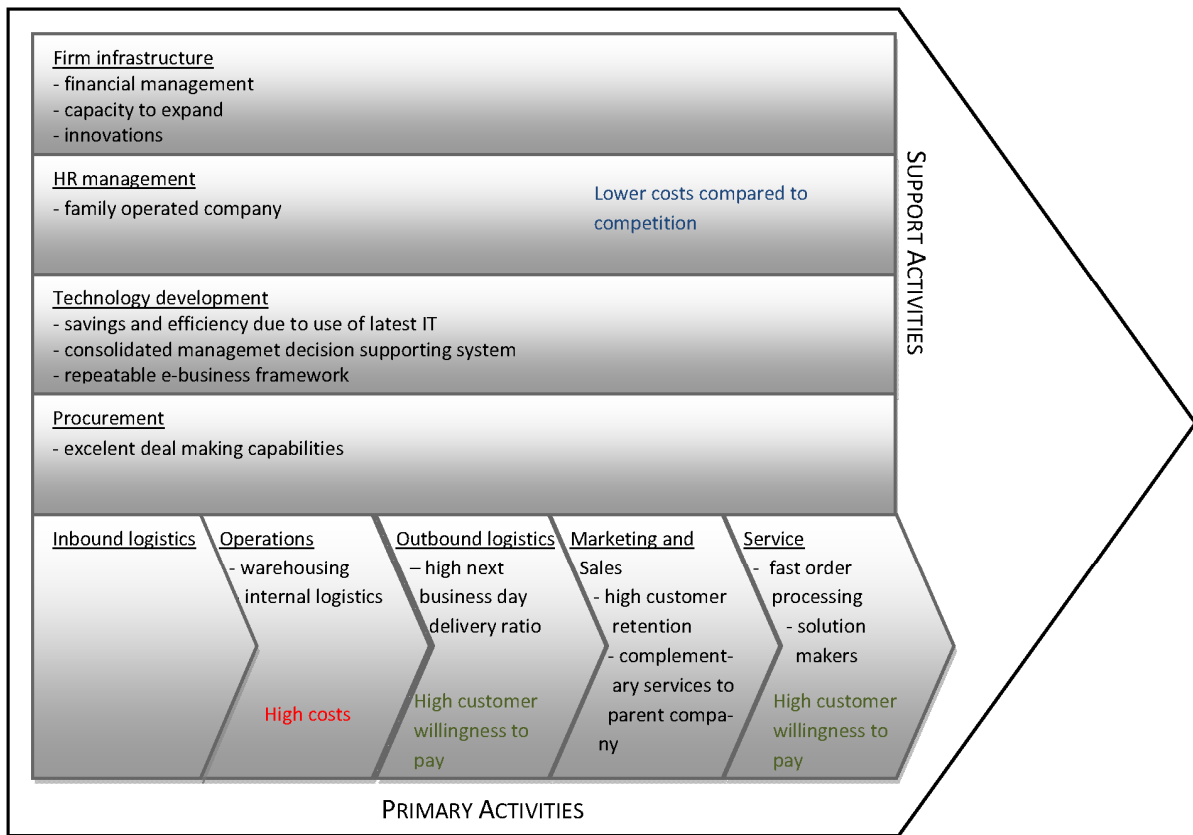 Firm infrastructure
- financial management
- capacity to expand
- innovations
HR management
- family operated company
Lower costs compared to
competition
Technology development
- savings and efficiency due to use of latest IT
- consolidated managemet decision supporting system
- repeatable e-business framework
Procurement
- excelent deal making capabilities
SUPPORT ACTIVITIES
Inbound logistics
Operations
- warehousing
- internal logistics
High costs
Outbound logistics
– high next
business day
delivery ratio
High customer
willingness to
pay
Marketing and
Sales
- high customer
retention
- complement-
ary services to
parent compa-
ny
Service
- fast order
processing
- solution
makers
High customer
willingness to
pay
PRIMARY ACTIVITIES